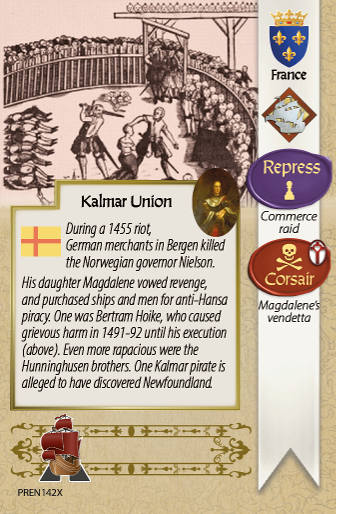 France
Repress
Commerce
raid
Corsair
Magdalene's
vendetta
Kalmar Union
During a 1455 riot,
German merchants in Bergen killed
the Norwegian governor Nielson.
His daughter Magdalene vowed revenge,
and purchased ships and men for anti-Hansa
piracy. One was Bertram Hoike, who caused
grievous harm in 1491-92 until his execution
(above). Even more rapacious were the
Hunninghusen brothers. One Kalmar pirate is
alleged to have discovered Newfoundland.
PREN142X